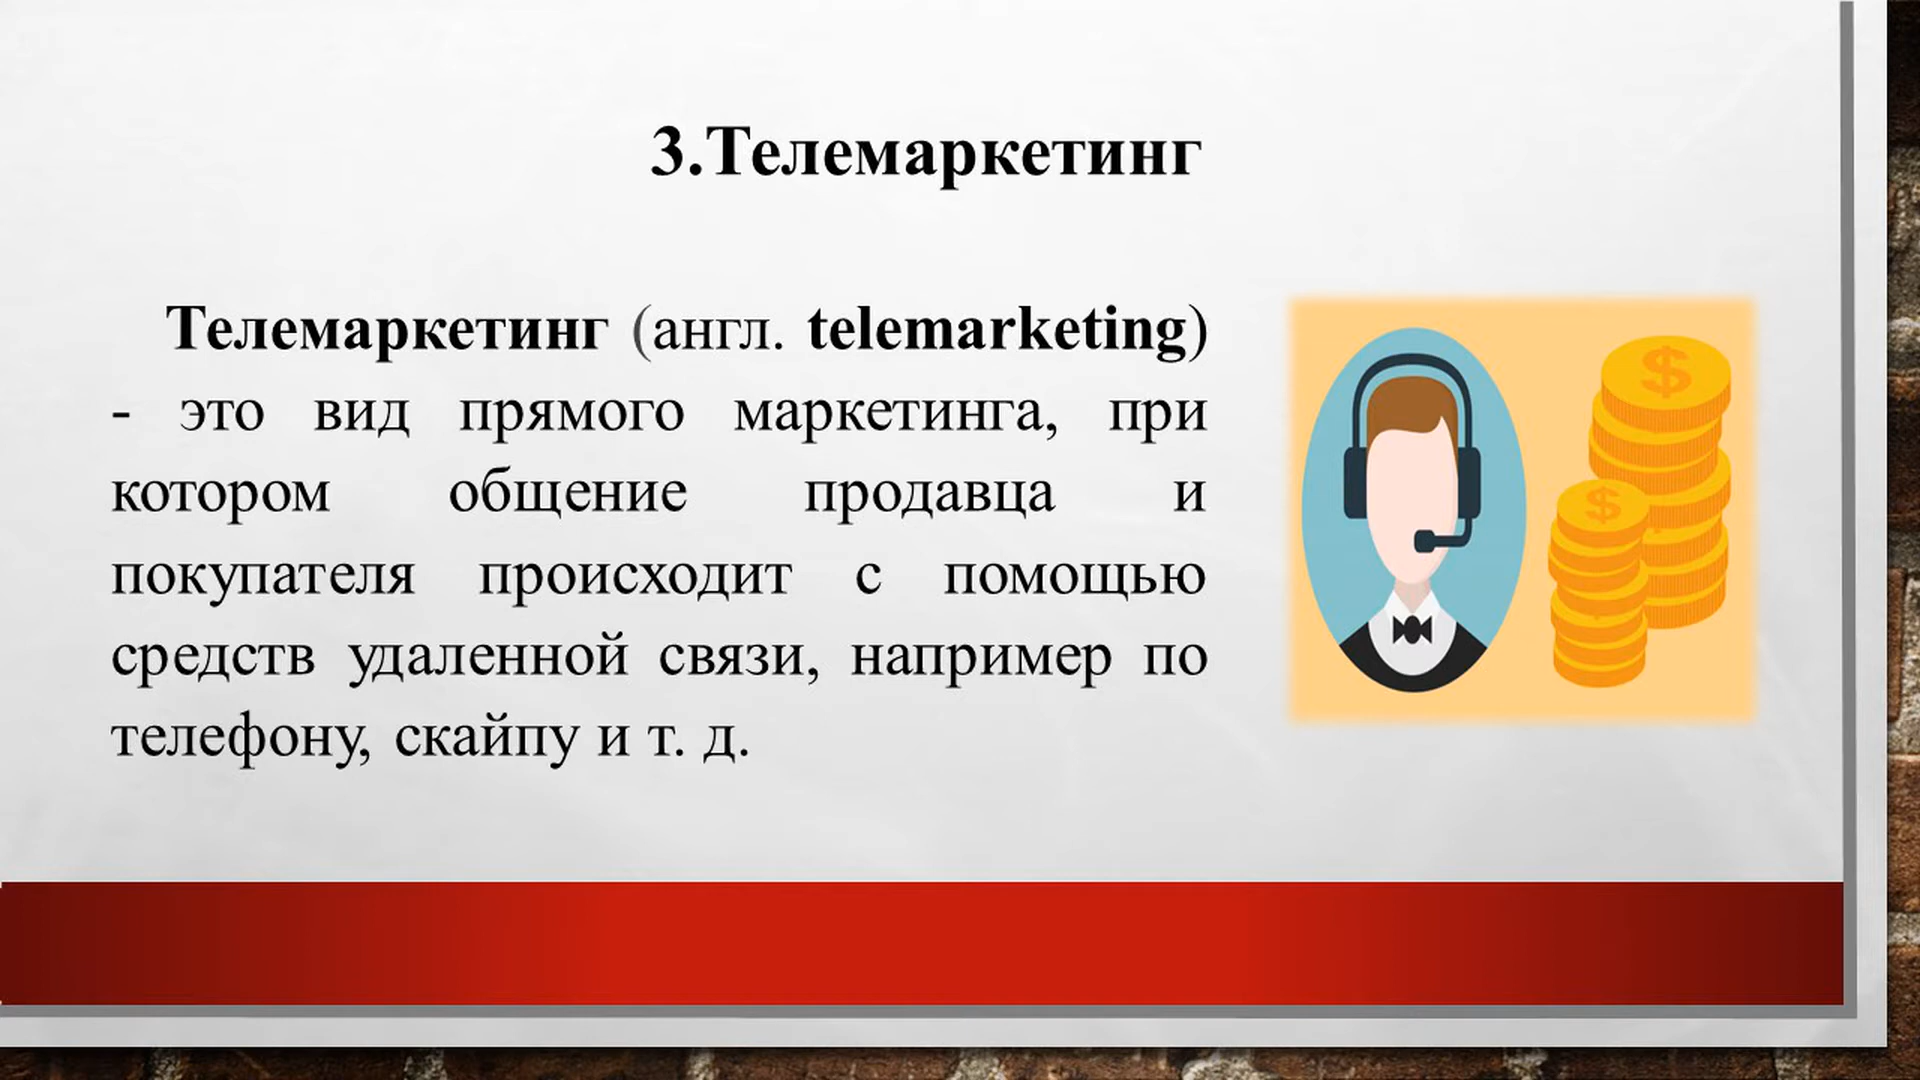 3.Телемаркетинг
Телемаркетинг (англ. telemarketing)
- это вид прямого маркетинга, при
котором общение продавца и
покупателя происходит с помощью
средств удаленной связи, например по
телефону, скайпу и т. д.
$
$